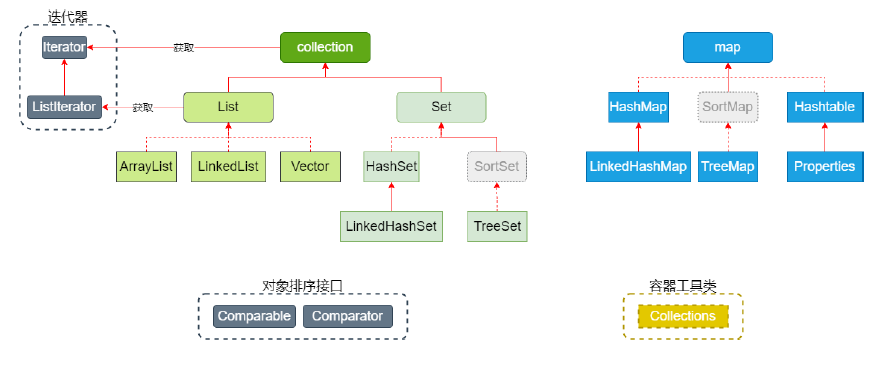 迭代器
Iterator
获取
collection
map
ListIterator
获取
List
Set
HashMap
SortMap
Hashtable
ArrayList
LinkedList
Vector
HashSet
SortSet
LinkedHashMap
TreeMap
Properties
LinkedHashSet
TreeSet
对象排序接口
容器工具类
Comparable
Comparator
Collections